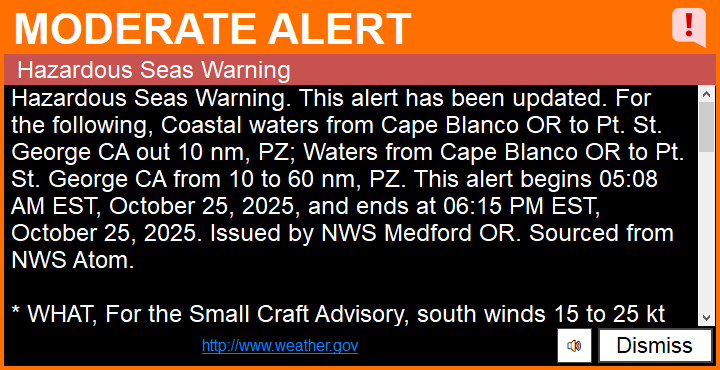 MODERATE ALERT
!
Hazardous Seas Warning
Hazardous Seas Warning. This alert has been updated. For
the following, Coastal waters from Cape Blanco OR to Pt. St.
George CA out 10 nm, PZ; Waters from Cape Blanco OR to Pt.
St. George CA from 10 to 60 nm, PZ. This alert begins 05:08
AM EST, October 25, 2025, and ends at 06:15 PM EST,
October 25, 2025. Issued by NWS Medford OR. Sourced from
NWS Atom.
* WHAT, For the Small Craft Advisory, south winds 15 to 25 kt
http://www.weather.gov
Dismiss